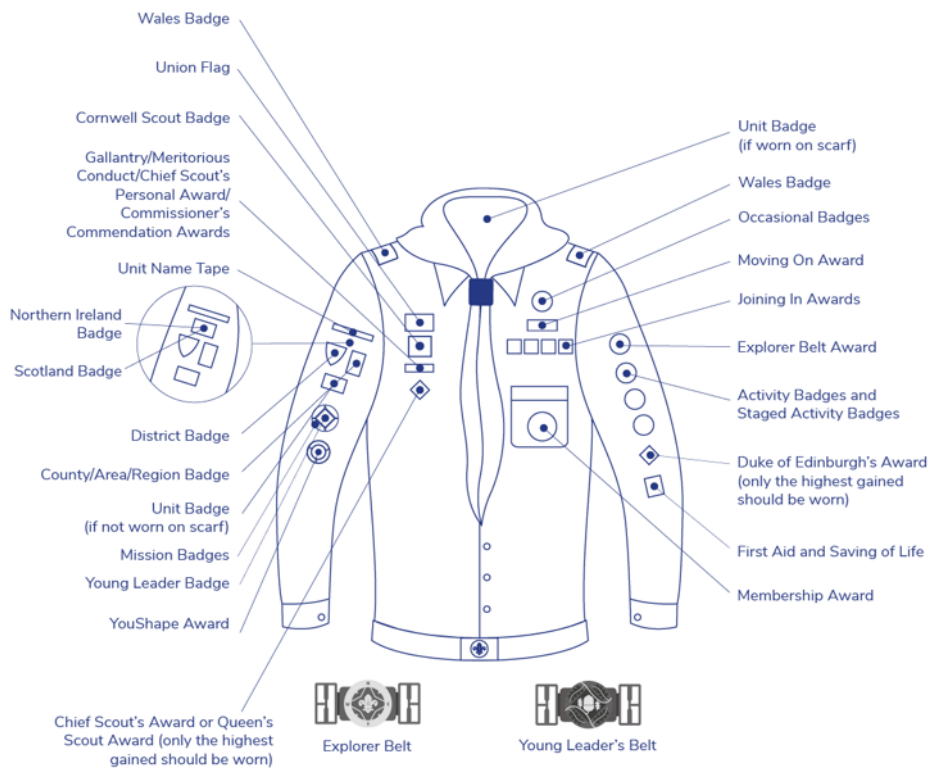 Wales Badge
Union Flag
Cornwell Scout Badge
Gallantry/Meritorious
Conduct/Chief Scout's
Personal Award/
Commissioner's
Commendation Awards
Unit Name Tape
Northern Ireland
Badge
Scotland Badge
District Badge
County/Area/Region Badge
Unit Badge
(if not worn on scarf)
Mission Badges
Young Leader Badge
YouShape Award
Chief Scout's Award or Queen's
Scout Award (only the highest
gained should be worn)
Explorer Belt
Young Leader's Belt
Unit Badge
(if worn on scarf)
Wales Badge
Occasional Badges
Moving On Award
Joining In Awards
Explorer Belt Award
Activity Badges and
Staged Activity Badges
Duke of Edinburgh's Award
(only the highest gained
should be worn)
First Aid and Saving of Life
Membership Award